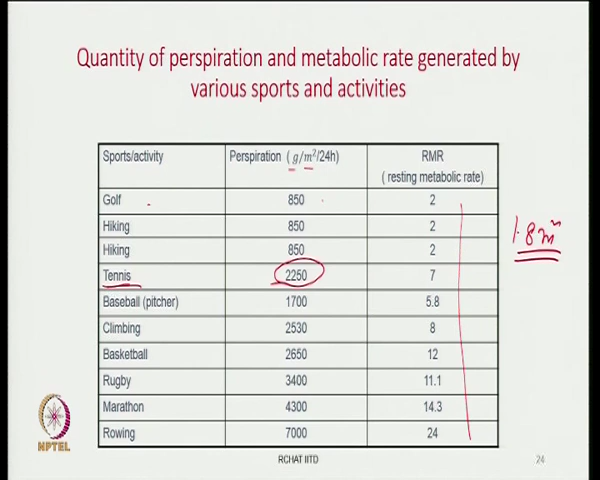 Quantity of perspiration and metabolic rate generated by
various sports and activities
Sports/activity Perspiration ( g/m²/24h) RMR
( resting metabolic rate)
Golf 850 2
Hiking 850 2
Hiking 850 2
Tennis 2250 7
Baseball (pitcher) 1700 5.8
Climbing 2530 8
Basketball 2650 12
Rugby 3400 11.1
Marathon 4300 14.3
Rowing 7000 24
1.8 m²
NPTEL
RCHAT IITD
24